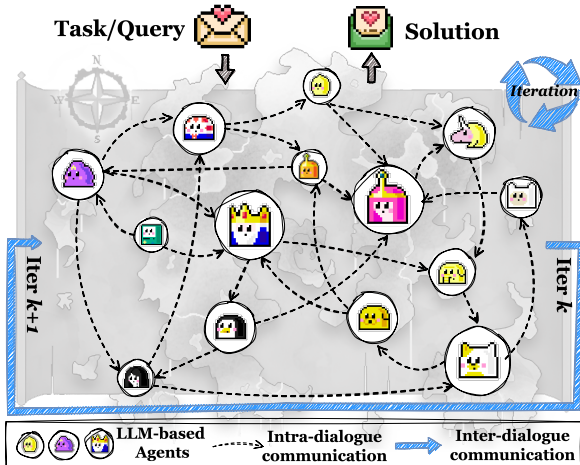 Task/Query
Solution
N
W
E
S
Iteration
Iter k+1
Iter k
LLM-based
Agents
Intra-dialogue
communication
Inter-dialogue
communication